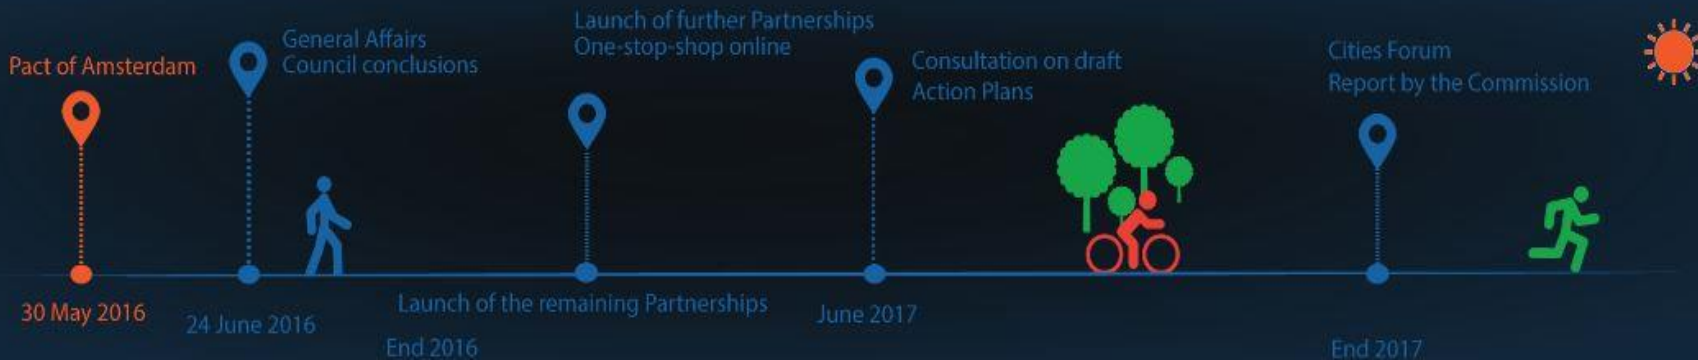 Pact of Amsterdam
General Affairs
Council conclusions
Launch of further Partnerships
One-stop-shop online
Consultation on draft
Action Plans
Cities Forum
Report by the Commission
30 May 2016
24 June 2016
Launch of the remaining Partnerships
End 2016
June 2017
End 2017